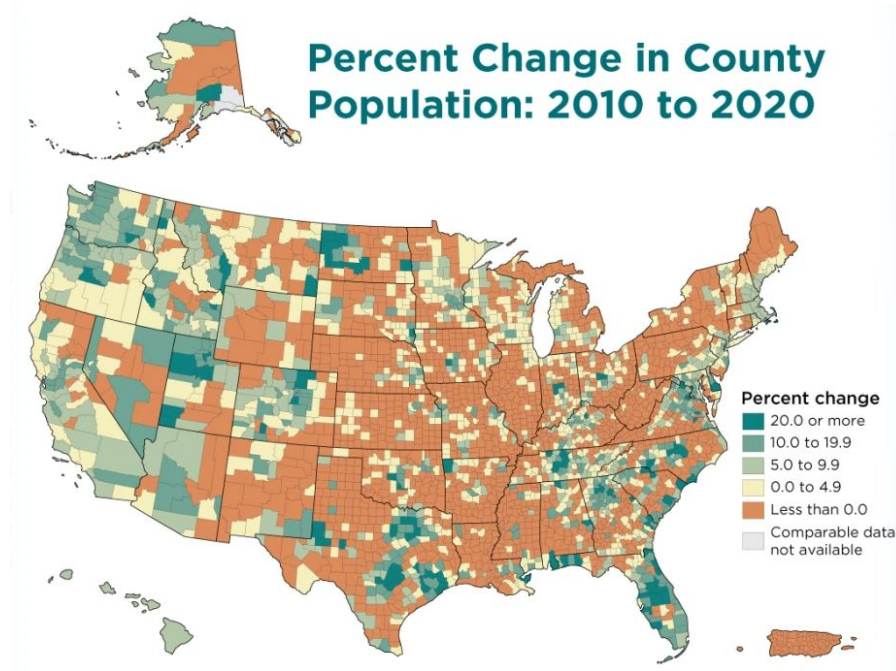 Percent Change in County
Population: 2010 to 2020
Percent change
20.0 or more
10.0 to 19.9
5.0 to 9.9
0.0 to 4.9
Less than 0.0
Comparable data
not available